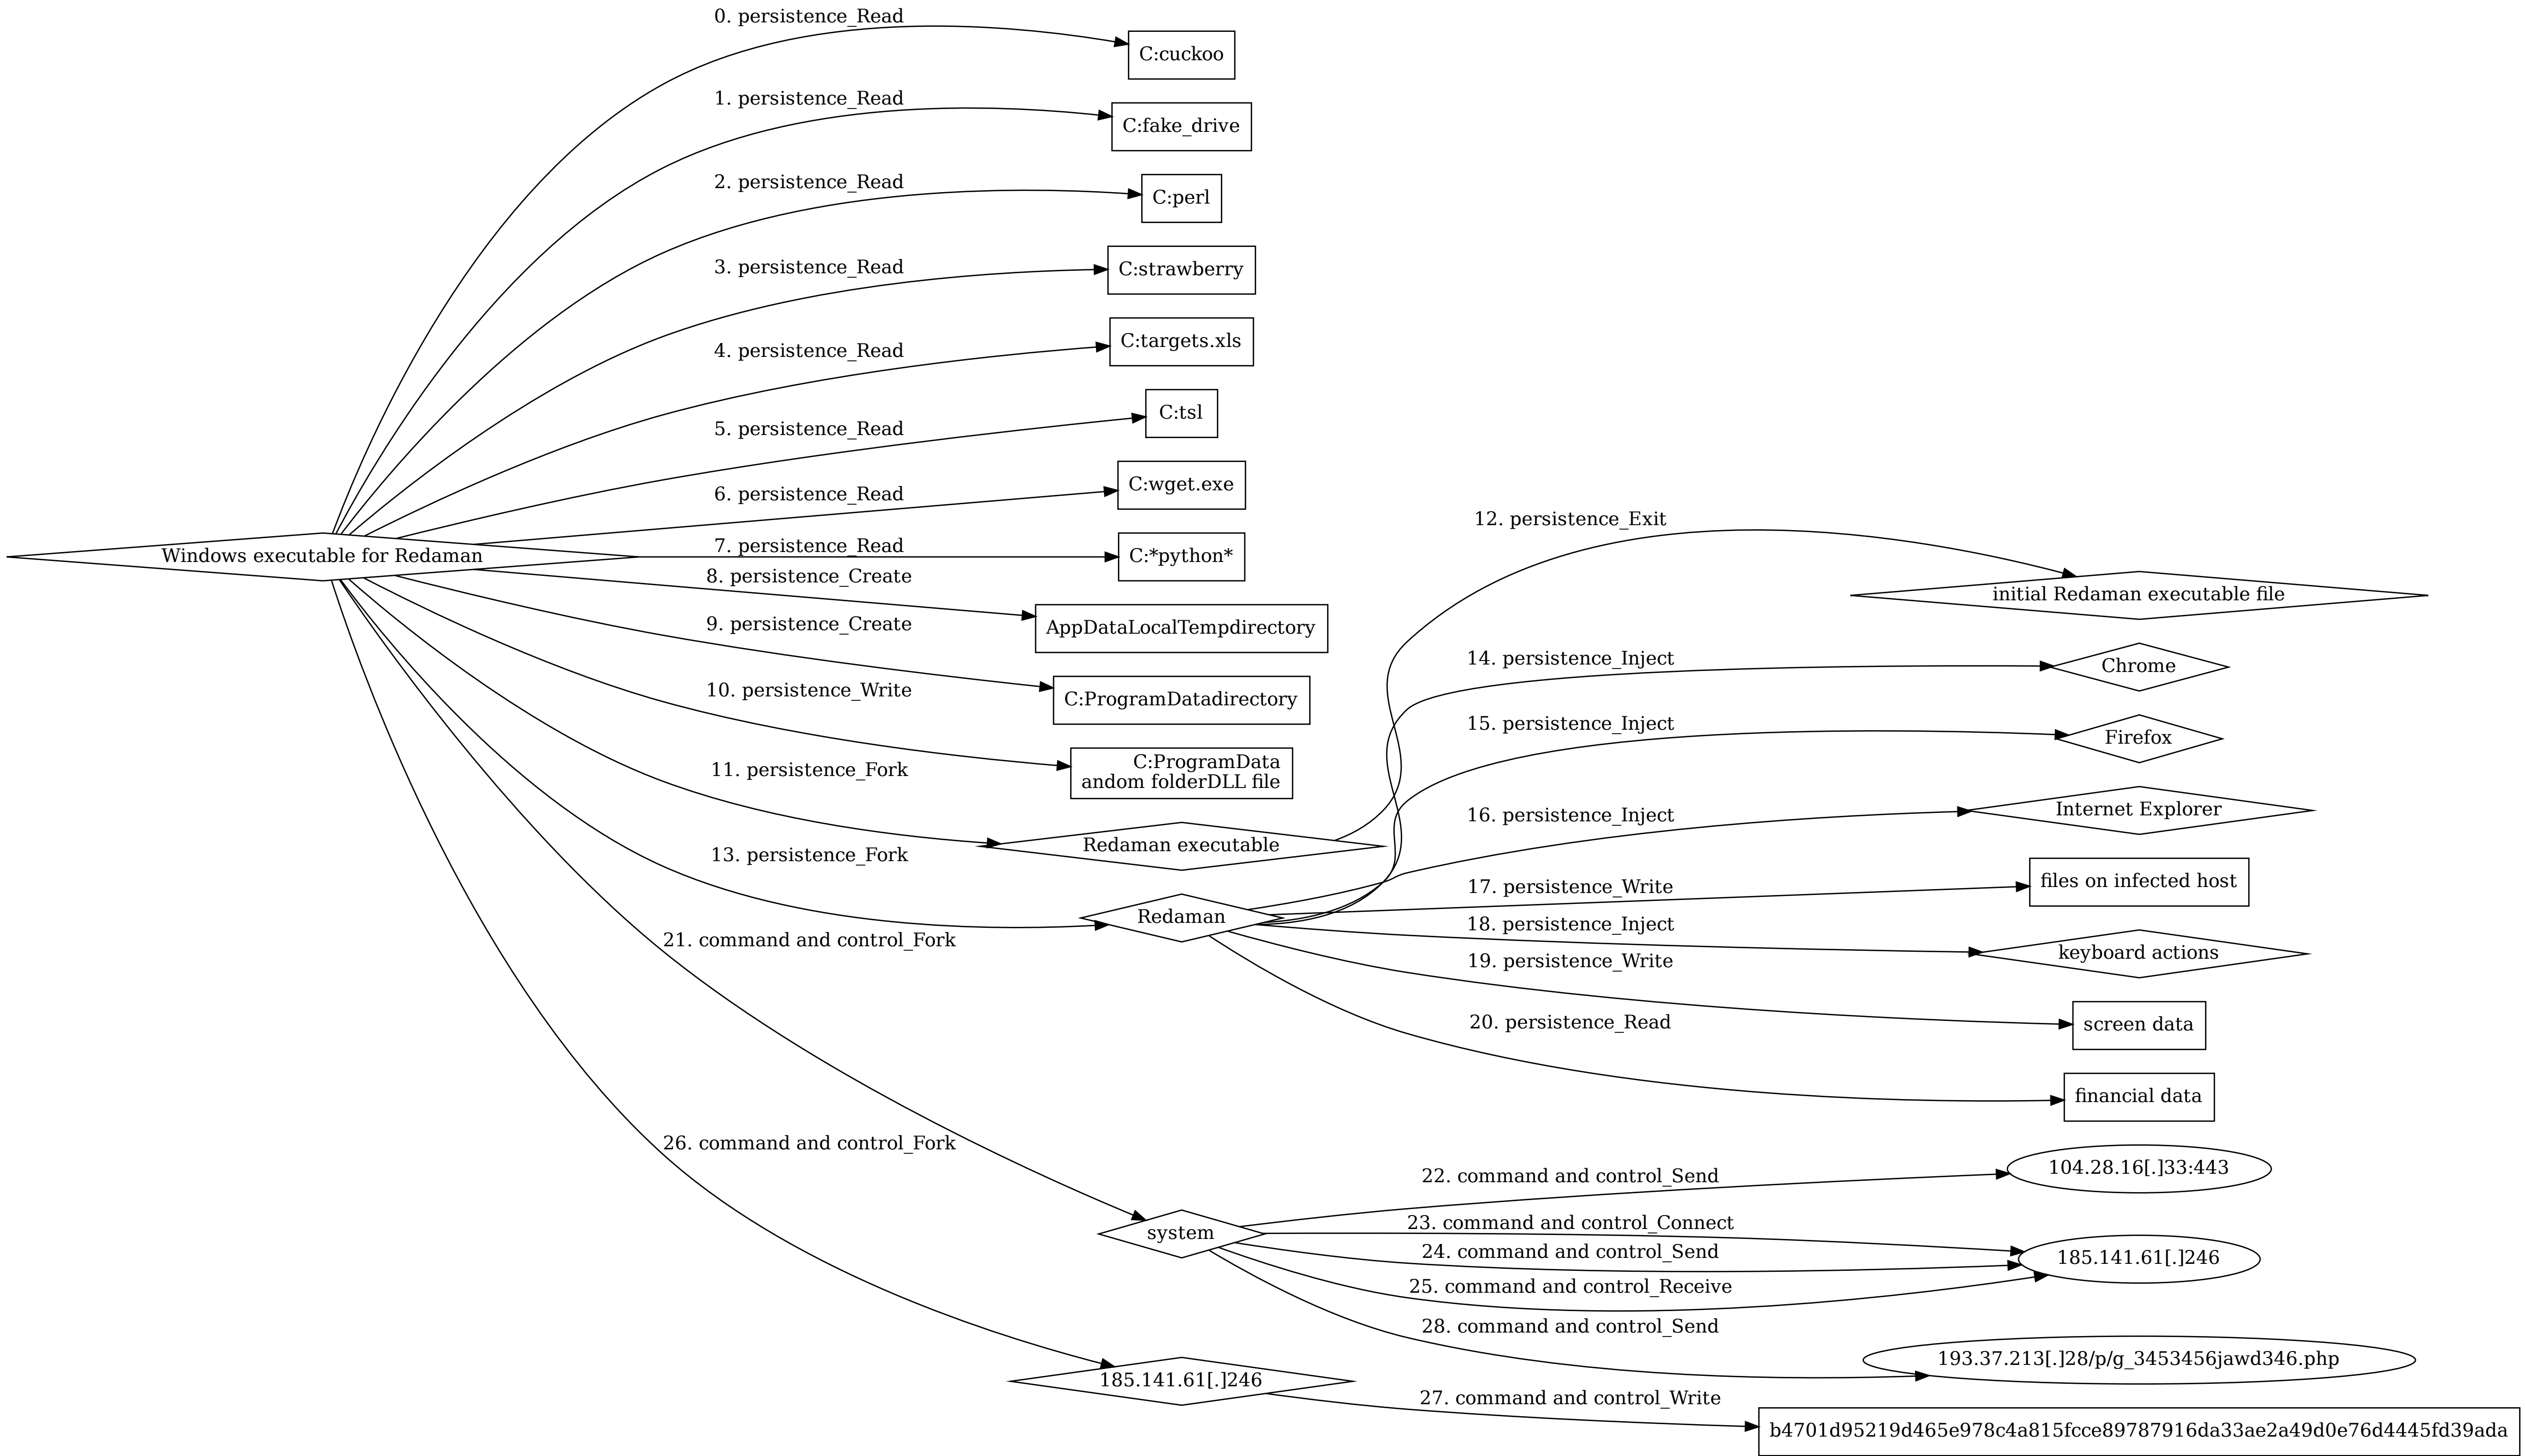 0. persistence_Read
C:cuckoo
1. persistence_Read
C:fake_drive
2. persistence_Read
C:perl
3. persistence_Read
C:strawberry
4. persistence_Read
C:targets.xls
5. persistence_Read
C:tsl
6. persistence_Read
C:wget.exe
Windows executable for Redaman
7. persistence_Read
C:*python*
8. persistence_Create
AppDataLocalTempdirectory
9. persistence_Create
C:ProgramDatadirectory
10. persistence_Write
C:ProgramData
andom folderDLL file
11. persistence_Fork
Redaman executable
12. persistence_Exit
initial Redaman executable file
13. persistence_Fork
Redaman
14. persistence_Inject
Chrome
15. persistence_Inject
Firefox
16. persistence_Inject
Internet Explorer
17. persistence_Write
files on infected host
18. persistence_Inject
keyboard actions
19. persistence_Write
screen data
20. persistence_Read
financial data
21. command and control_Fork
system
22. command and control_Send
104.28.16[.]33:443
23. command and control_Connect
24. command and control_Send
25. command and control_Receive
185.141.61[.]246
26. command and control_Fork
185.141.61[.]246
28. command and control_Send
193.37.213[.]28/p/g_3453456jawd346.php
27. command and control_Write
b4701d95219d465e978c4a815fcce89787916da33ae2a49d0e76d4445fd39ada